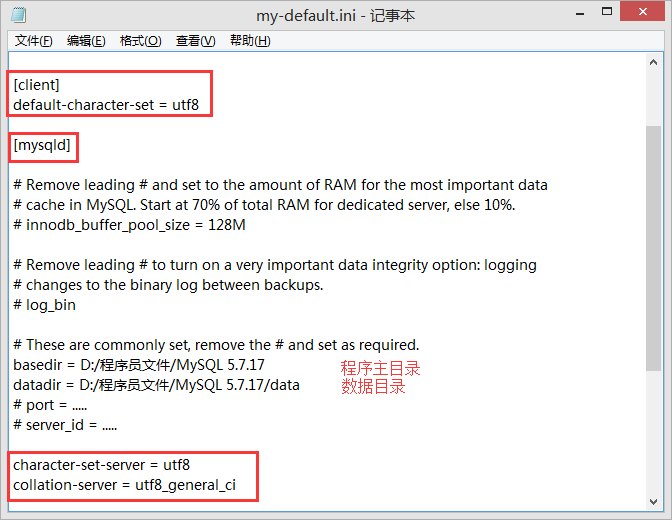 my-default.ini - 记事本
文件(F) 编辑(E) 格式(O) 查看(V) 帮助(H)
[client]
default-character-set = utf8
[mysqld]
# Remove leading # and set to the amount of RAM for the most important data
# cache in MySQL. Start at 70% of total RAM for dedicated server, else 10%.
# innodb_buffer_pool_size = 128M
# Remove leading # to turn on a very important data integrity option: logging
# changes to the binary log between backups.
# log_bin
# These are commonly set, remove the # and set as required.
basedir = D:/程序员文件/MySQL 5.7.17 程序主目录
datadir = D:/程序员文件/MySQL 5.7.17/data 数据目录
# port = .....
# server_id = .....
character-set-server = utf8
collation-server = utf8_general_ci